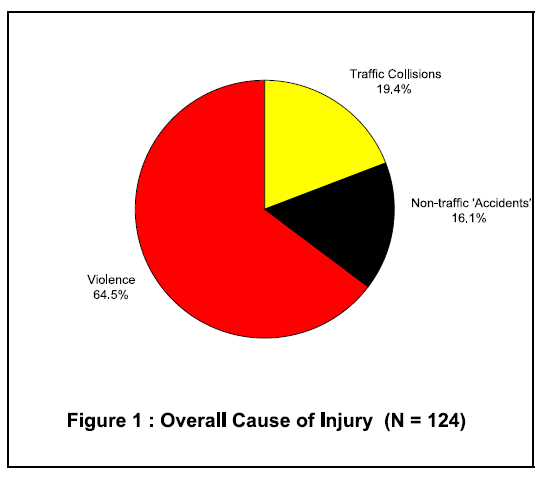 Traffic Collisions
19.4%
Non-traffic 'Accidents'
16.1%
Violence
64.5%
Figure 1 : Overall Cause of Injury (N = 124)